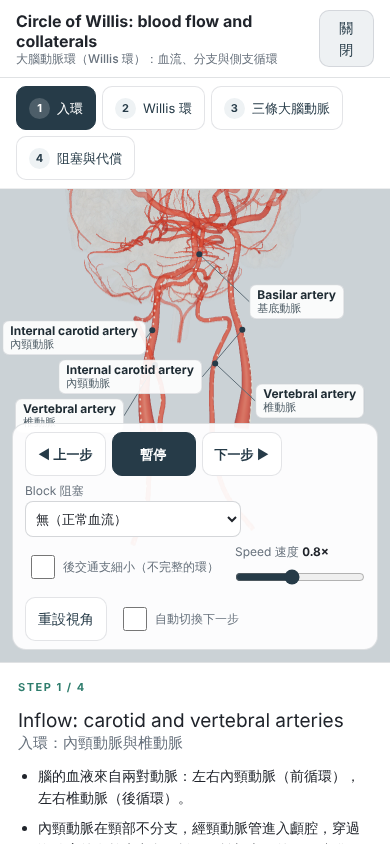 Circle of Willis: blood flow and
collaterals
大腦動脈環（Willis 環）：血流、分支與側支循環
關
閉
1 入環
2 Willis 環
3 三條大腦動脈
4 阻塞與代償
Basilar artery
基底動脈
Internal carotid artery
內頸動脈
Internal carotid artery
內頸動脈
Vertebral artery
椎動脈
Vertebral artery
椎動脈
◀ 上一步
暫停
下一步 ▶
Block 阻塞
無（正常血流）
後交通支細小（不完整的環）
Speed 速度 0.8×
重設視角
自動切換下一步
STEP 1 / 4
Inflow: carotid and vertebral arteries
入環：內頸動脈與椎動脈
• 腦的血液來自兩對動脈：左右內頸動脈（前循環），
左右椎動脈（後循環）。
• 內頸動脈在頸部不分支，經頸動脈管進入顱腔，穿過